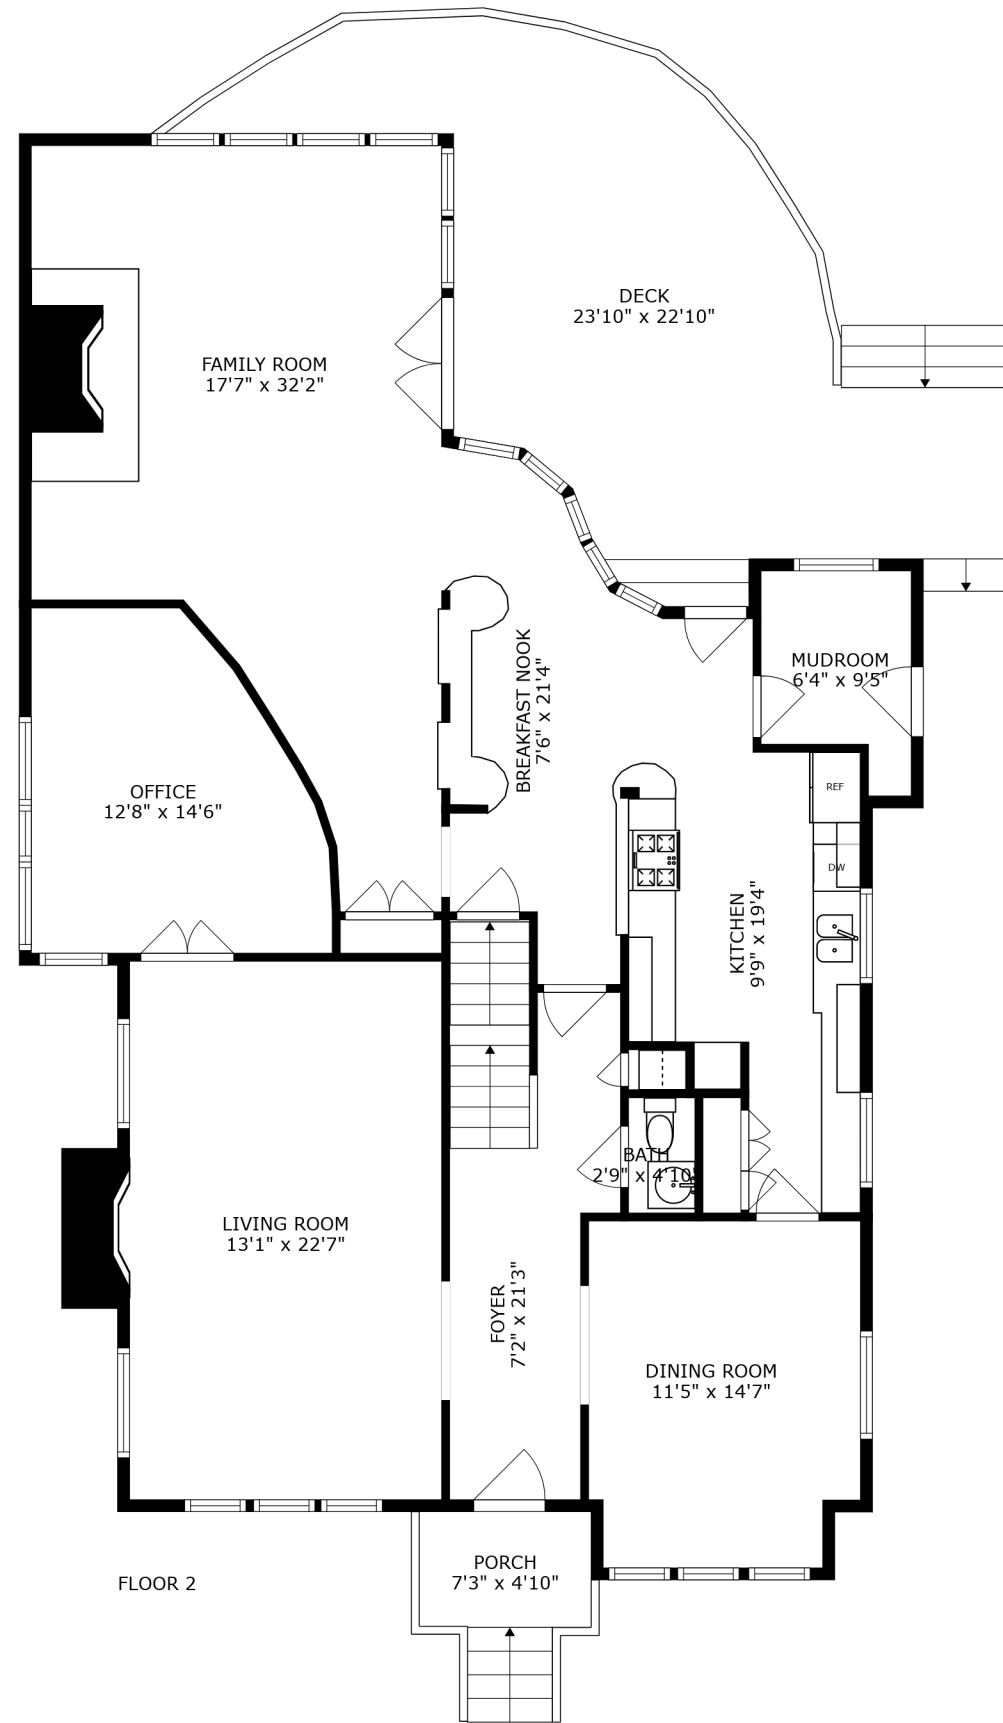 DECK
23'10" x 22'10"
FAMILY ROOM
17'7" x 32'2"
MUDROOM
6'4" x 9'5"
BREAKFAST NOOK
7'6" x 21'4"
OFFICE
12'8" x 14'6"
REF
DW
KITCHEN
9'9" x 19'4"
BATH
2'9" x 4'10"
LIVING ROOM
13'1" x 22'7"
FOYER
7'2" x 21'3"
DINING ROOM
11'5" x 14'7"
PORCH
7'3" x 4'10"
FLOOR 2